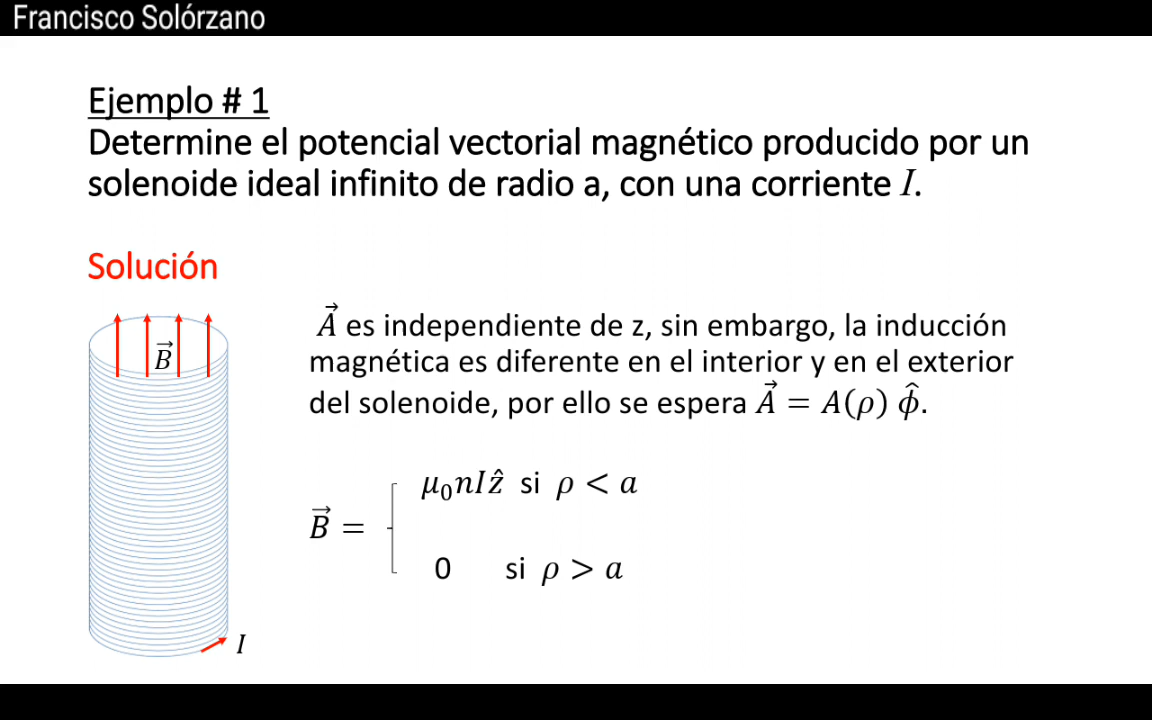 Francisco Solórzano
Ejemplo # 1
Determine el potencial vectorial magnético producido por un
solenoide ideal infinito de radio a, con una corriente I.
Solución
A⃗ es independiente de z, sin embargo, la inducción
magnética es diferente en el interior y en el exterior
del solenoide, por ello se espera A⃗ = A(ρ) ϕ̂.
B⃗
μ₀nIẑ si ρ < a
B⃗ =
0 si ρ > a
I